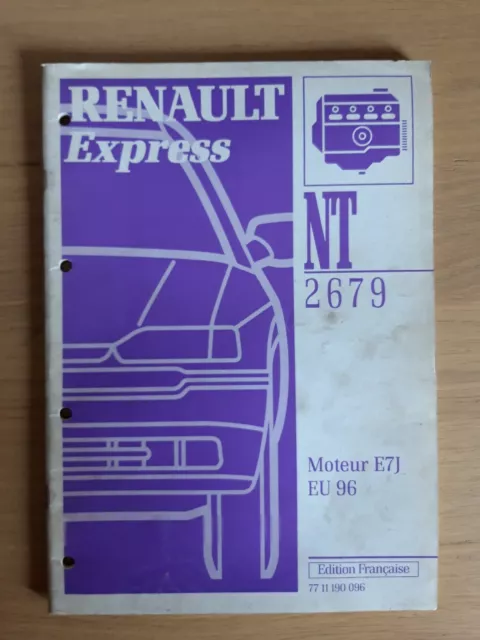 RENAULT
Express
NT
2679
Moteur E7J
EU 96
Edition Française
77 11 190 096